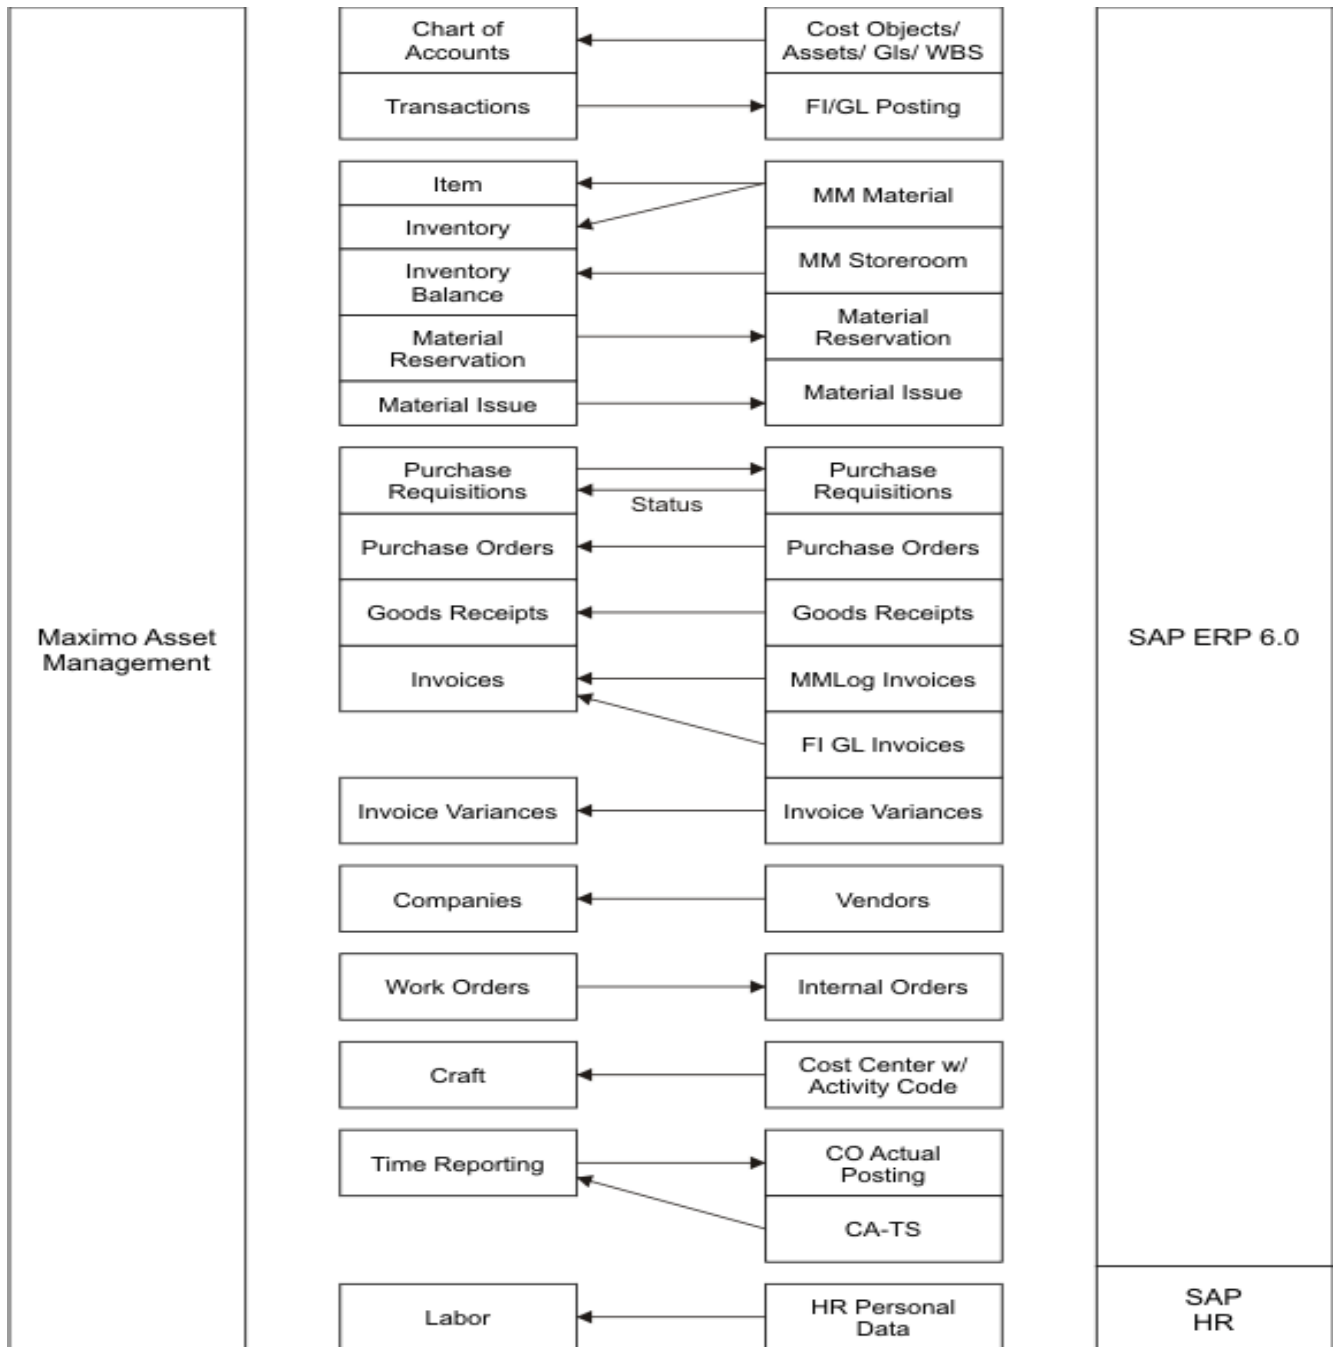 Chart of
Accounts
Cost Objects/
Assets/ Gls/ WBS
Transactions
FI/GL Posting
Item
MM Material
Inventory
MM Storeroom
Inventory
Balance
Material
Reservation
Material
Reservation
Material Issue
Material Issue
Purchase
Requisitions
Status
Purchase
Requisitions
Purchase Orders
Purchase Orders
Goods Receipts
Goods Receipts
Maximo Asset
Management
SAP ERP 6.0
Invoices
MMLog Invoices
FI GL Invoices
Invoice Variances
Invoice Variances
Companies
Vendors
Work Orders
Internal Orders
Craft
Cost Center w/
Activity Code
Time Reporting
CO Actual
Posting
CA-TS
Labor
HR Personal
Data
SAP
HR